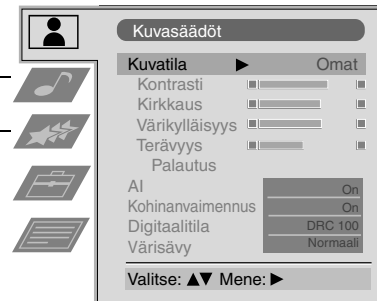 Kuvasäädöt
Kuvatila ▶ Omat
Kontrasti
Kirkkaus
Värikylläisyys
Terävyys
Palautus
AI On
Kohinanvaimennus On
Digitaalitila DRC 100
Värisävy Normaali
Valitse: ▲▼ Mene: ▶